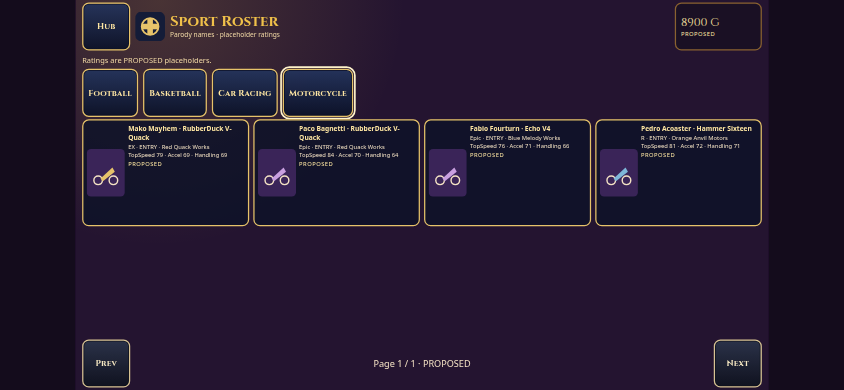 HUB
SPORT ROSTER
Parody names · placeholder ratings
8900 G
PROPOSED
Ratings are PROPOSED placeholders.
FOOTBALL
BASKETBALL
CAR RACING
MOTORCYCLE
Mako Mayhem · RubberDuck V-
Quack
EX · ENTRY · Red Quack Works
TopSpeed 79 · Accel 69 · Handling 69
PROPOSED
Paco Bagnetti · RubberDuck V-
Quack
Epic · ENTRY · Red Quack Works
TopSpeed 84 · Accel 70 · Handling 64
PROPOSED
Fabio Fourturn · Echo V4
Epic · ENTRY · Blue Melody Works
TopSpeed 76 · Accel 71 · Handling 66
PROPOSED
Pedro Acoaster · Hammer Sixteen
R · ENTRY · Orange Anvil Motors
TopSpeed 81 · Accel 72 · Handling 71
PROPOSED
PREV
Page 1 / 1 · PROPOSED
NEXT